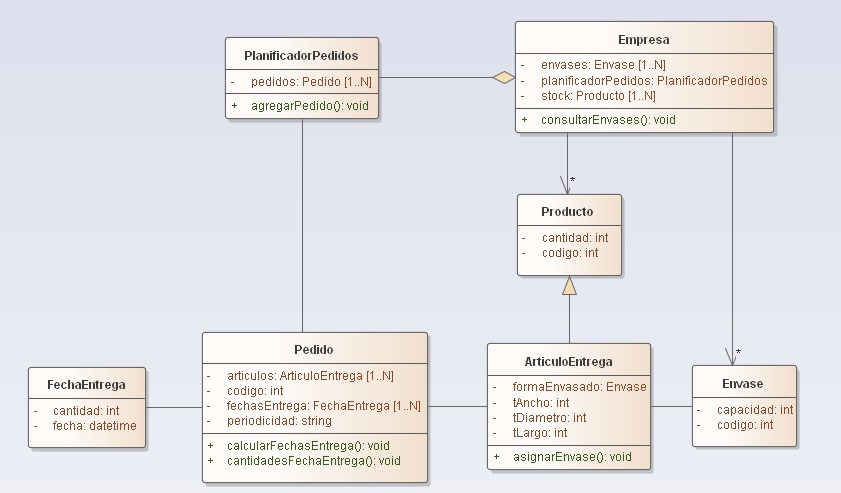 PlanificadorPedidos
- pedidos: Pedido [1..N]
+ agregarPedido(): void
Empresa
- envases: Envase [1..N]
- planificadorPedidos: PlanificadorPedidos
- stock: Producto [1..N]
+ consultarEnvases(): void
*
Producto
- cantidad: int
- codigo: int
*
FechaEntrega
- cantidad: int
- fecha: datetime
Pedido
- articulos: ArticuloEntrega [1..N]
- codigo: int
- fechasEntrega: FechaEntrega [1..N]
- periodicidad: string
+ calcularFechasEntrega(): void
+ cantidadesFechaEntrega(): void
ArticuloEntrega
- formaEnvasado: Envase
- tAncho: int
- tDiametro: int
- tLargo: int
+ asignarEnvase(): void
Envase
- capacidad: int
- codigo: int